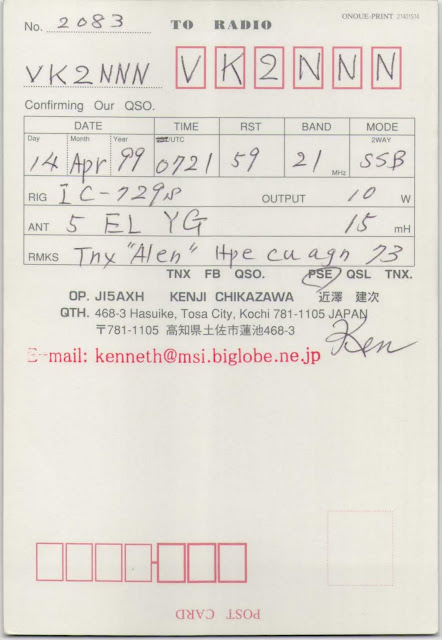 ONOUE-PRINT 21401514
No. 2083 TO RADIO
VK2NNN V K 2 N N N
Confirming Our QSO.
DATE TIME RST BAND MODE
Day Month Year UTC 2WAY
14 Apr 99 0721 59 21 MHz SSB
RIG IC-729S OUTPUT 10 W
ANT 5 EL YG 15 mH
RMKS Tnx "Alen" Hpe cu agn 73
TNX FB QSO. PSE QSL TNX.
OP. JI5AXH KENJI CHIKAZAWA 近澤 建次
QTH. 468-3 Hasuike, Tosa City, Kochi 781-1105 JAPAN
〒781-1105 高知県土佐市蓮池468-3
Ken
E-mail: kenneth@msi.biglobe.ne.jp
POST CARD